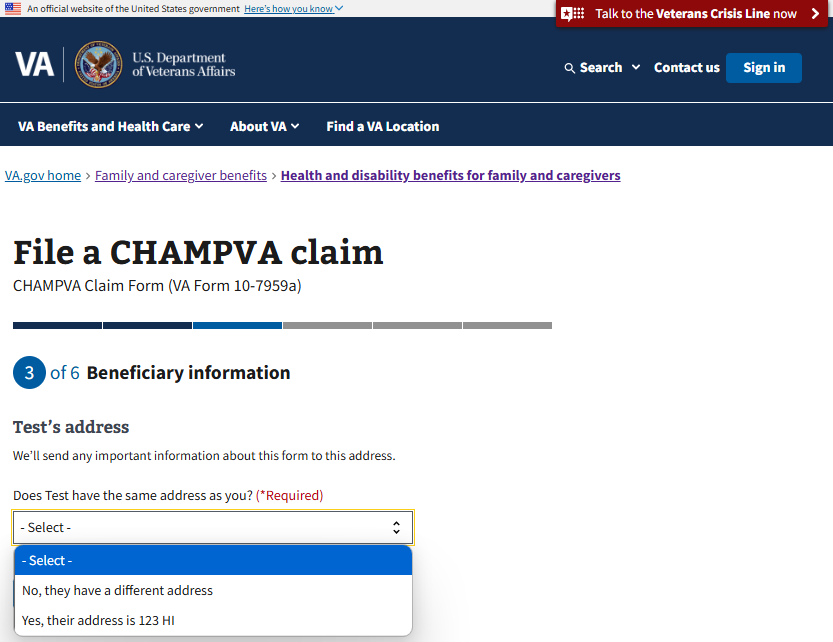 An official website of the United States government Here's how you know
Talk to the Veterans Crisis Line now
VA
U.S. Department
of Veterans Affairs
Search
Contact us
Sign in
VA Benefits and Health Care
About VA
Find a VA Location
VA.gov home › Family and caregiver benefits › Health and disability benefits for family and caregivers
File a CHAMPVA claim
CHAMPVA Claim Form (VA Form 10-7959a)
3 of 6 Beneficiary information
Test's address
We'll send any important information about this form to this address.
Does Test have the same address as you? (*Required)
- Select -
- Select -
No, they have a different address
Yes, their address is 123 HI